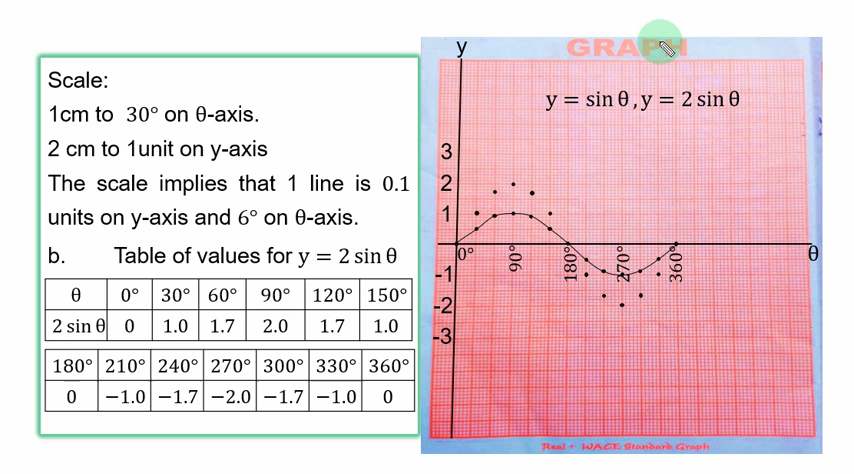 Scale:
1cm to 30° on θ-axis.
2 cm to 1unit on y-axis
The scale implies that 1 line is 0.1
units on y-axis and 6° on θ-axis.
b. Table of values for y = 2 sin θ
θ 0° 30° 60° 90° 120° 150°
2 sin θ 0 1.0 1.7 2.0 1.7 1.0
180° 210° 240° 270° 300° 330° 360°
0 −1.0 −1.7 −2.0 −1.7 −1.0 0
GRAPH
y
y = sin θ , y = 2 sin θ
3
2
1
0° 90° 180° 270° 360° θ
-1
-2
-3
Real + WACE Standard Graph